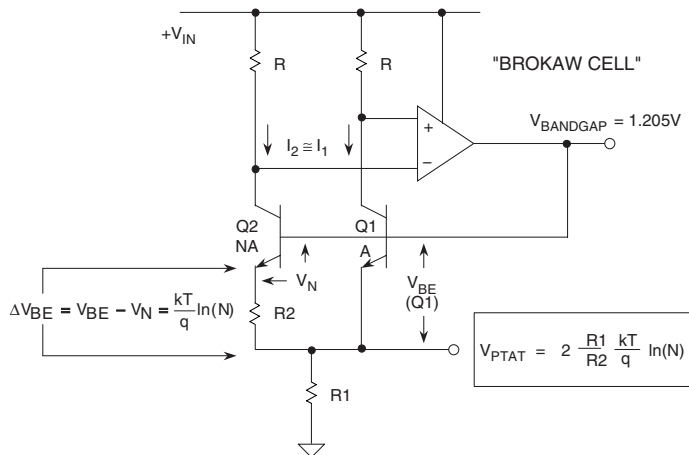 +VIN
R
R
"BROKAW CELL"
VBANDGAP = 1.205V
+
−
I2 ≅ I1
Q2
NA
Q1
A
VN
VBE
(Q1)
ΔVBE = VBE − VN = kT/q ln(N)
R2
VPTAT = 2 R1/R2 kT/q ln(N)
R1